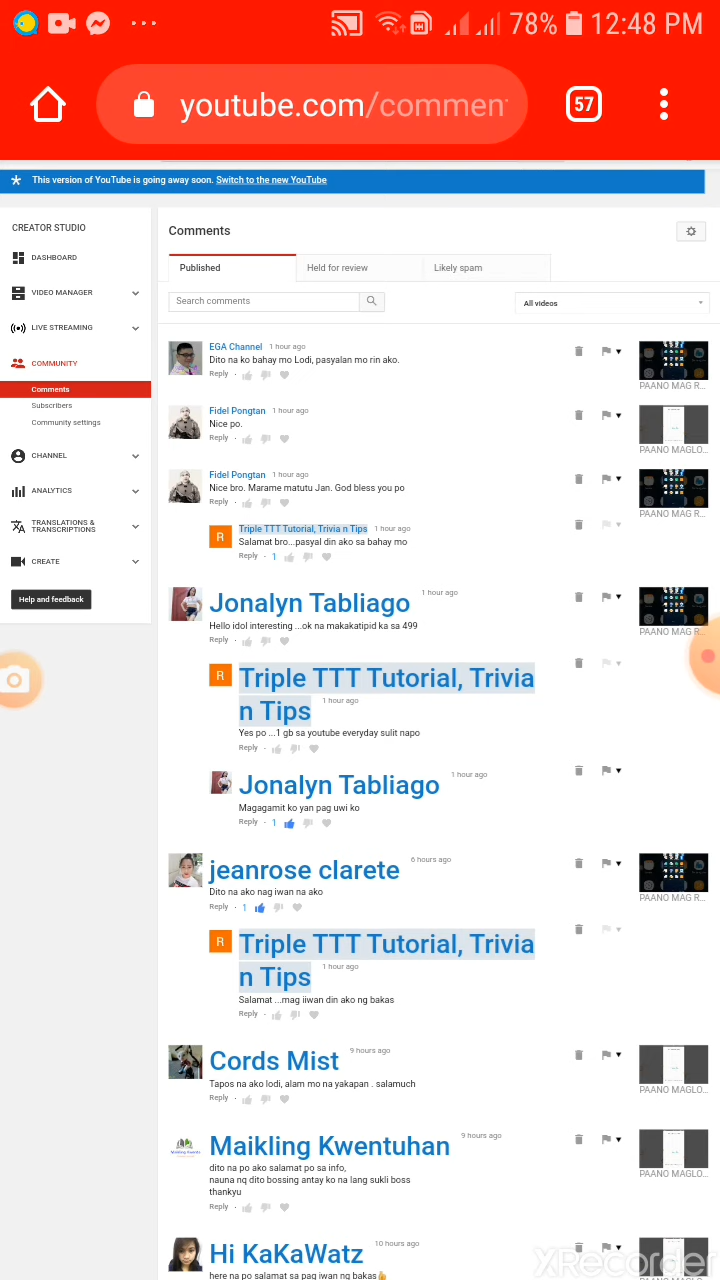 78% 12:48 PM
youtube.com/commen
57
This version of YouTube is going away soon. Switch to the new YouTube
CREATOR STUDIO
DASHBOARD
VIDEO MANAGER
LIVE STREAMING
COMMUNITY
Comments
Subscribers
Community settings
CHANNEL
ANALYTICS
TRANSLATIONS &
TRANSCRIPTIONS
CREATE
Help and feedback
Comments
Published
Held for review
Likely spam
Search comments
All videos
EGA Channel 1 hour ago
Dito na ko bahay mo Lodi, pasyalan mo rin ako.
Reply
PAANO MAG R...
Fidel Pongtan 1 hour ago
Nice po.
Reply
PAANO MAGLO...
Fidel Pongtan 1 hour ago
Nice bro. Marame matutu Jan. God bless you po
Reply
PAANO MAG R...
R
Triple TTT Tutorial, Trivia n Tips 1 hour ago
Salamat bro...pasyal din ako sa bahay mo
Reply · 1
Jonalyn Tabliago 1 hour ago
Hello idol interesting ...ok na makakatipid ka sa 499
Reply
PAANO MAG R...
R
Triple TTT Tutorial, Trivia
n Tips 1 hour ago
Yes po ...1 gb sa youtube everyday sulit napo
Reply
Jonalyn Tabliago 1 hour ago
Magagamit ko yan pag uwi ko
Reply · 1
jeanrose clarete 6 hours ago
Dito na ako nag iwan na ako
Reply · 1
PAANO MAG R...
R
Triple TTT Tutorial, Trivia
n Tips 1 hour ago
Salamat ...mag iiwan din ako ng bakas
Reply
Cords Mist 9 hours ago
Tapos na ako lodi, alam mo na yakapan . salamuch
Reply
PAANO MAGLO...
Maikling Kwentuhan 9 hours ago
dito na po ako salamat po sa info,
nauna nq dito bossing antay ko na lang sukli boss
thankyu
Reply
PAANO MAGLO...
Hi KaKaWatz 10 hours ago
here na po salamat sa pag iwan ng bakas👍
XRecorder